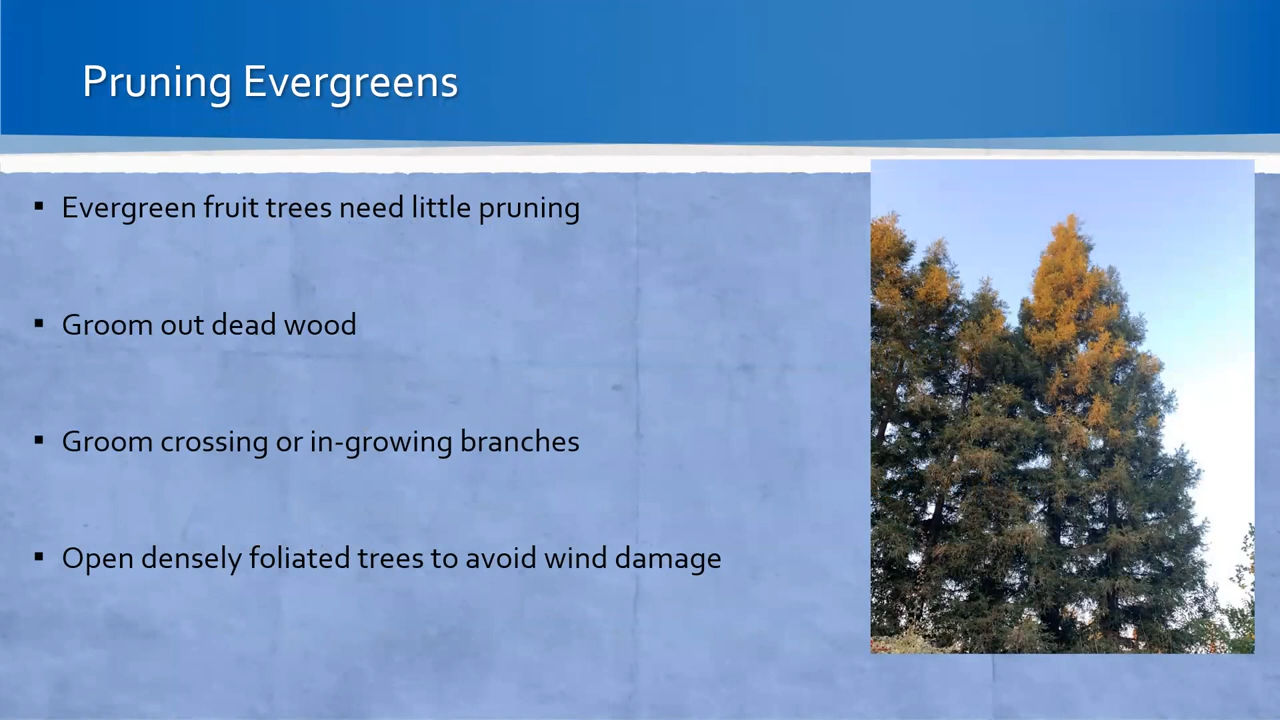 Pruning Evergreens
▪ Evergreen fruit trees need little pruning
▪ Groom out dead wood
▪ Groom crossing or in-growing branches
▪ Open densely foliated trees to avoid wind damage